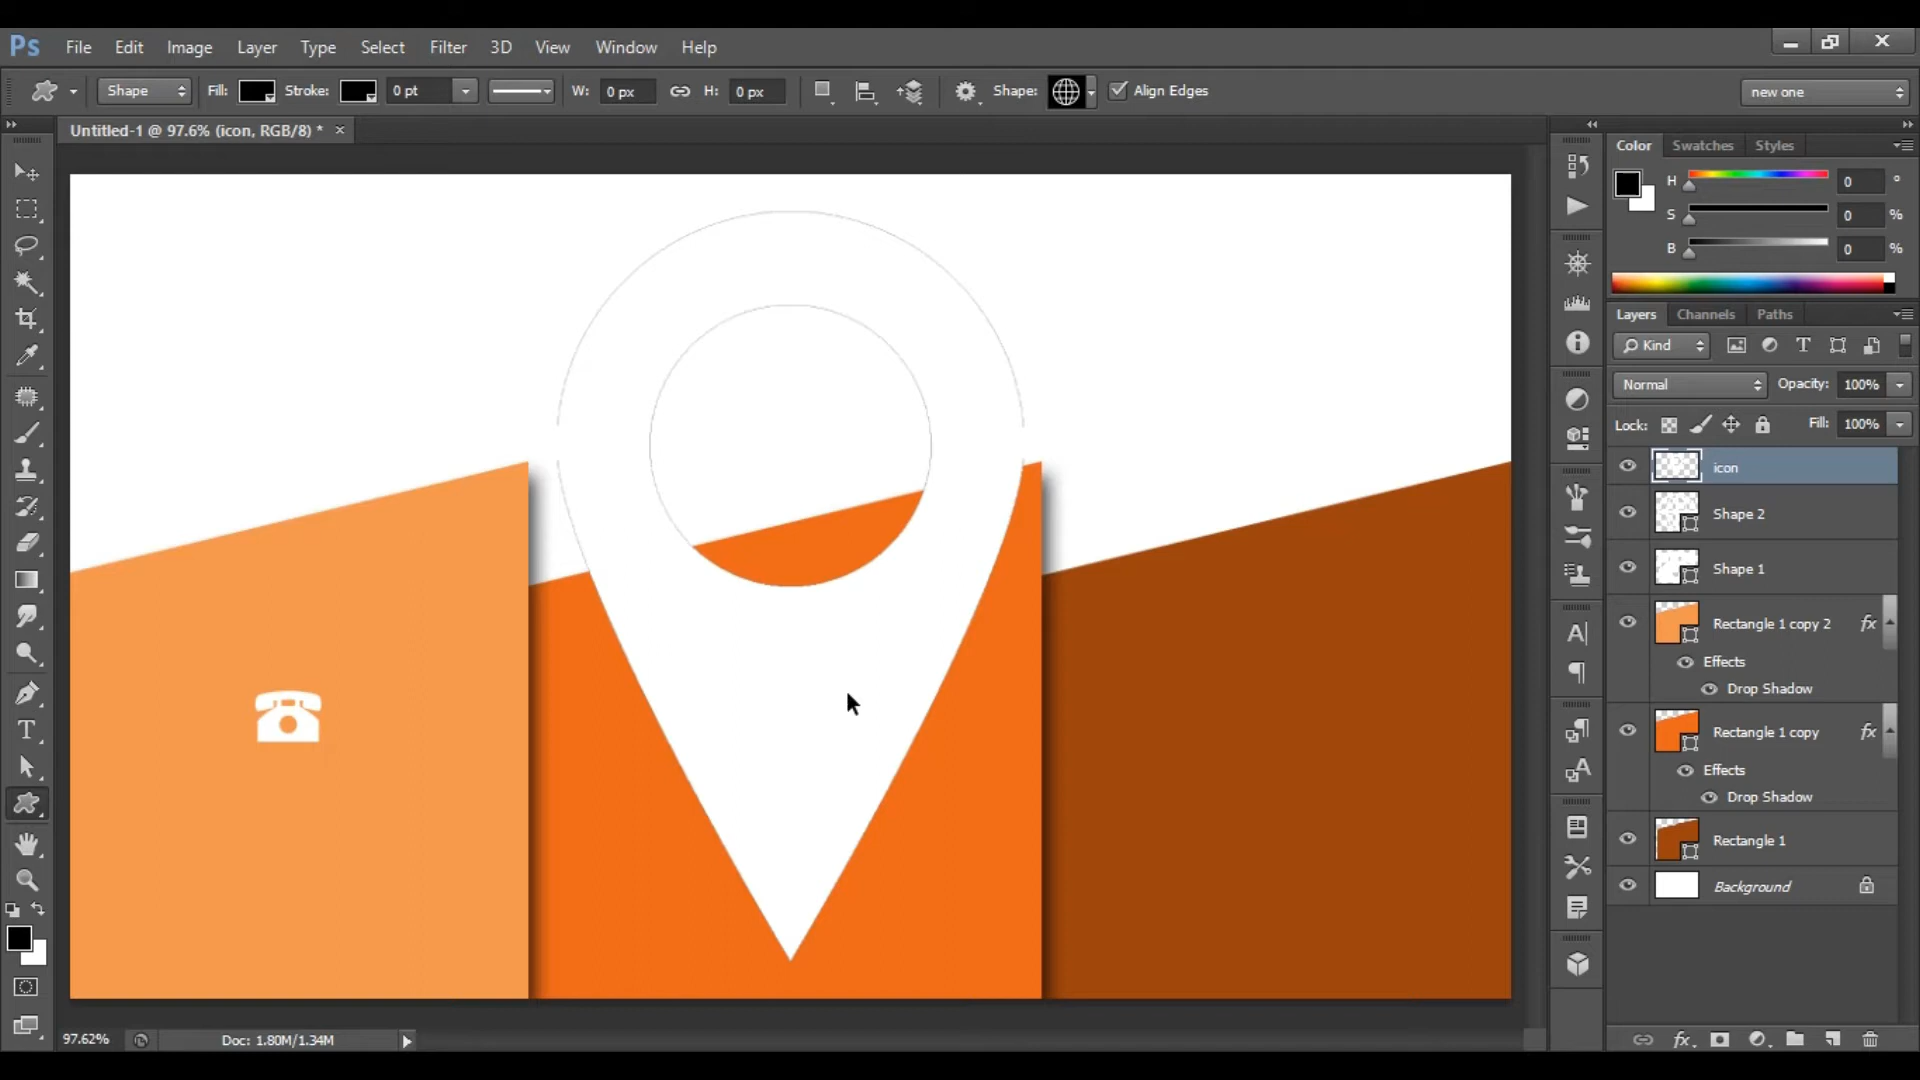 Ps File Edit Image Layer Type Select Filter 3D View Window Help
Shape Fill: Stroke: 0 pt W: 0 px H: 0 px Shape: Align Edges new one
Untitled-1 @ 97.6% (icon, RGB/8) * ×
Color Swatches Styles
H 0 °
S 0 %
B 0 %
Layers Channels Paths
Kind
Normal Opacity: 100%
Lock: Fill: 100%
icon
Shape 2
Shape 1
Rectangle 1 copy 2 fx
Effects
Drop Shadow
Rectangle 1 copy fx
Effects
Drop Shadow
Rectangle 1
Background
97.62% Doc: 1.80M/1.34M
fx